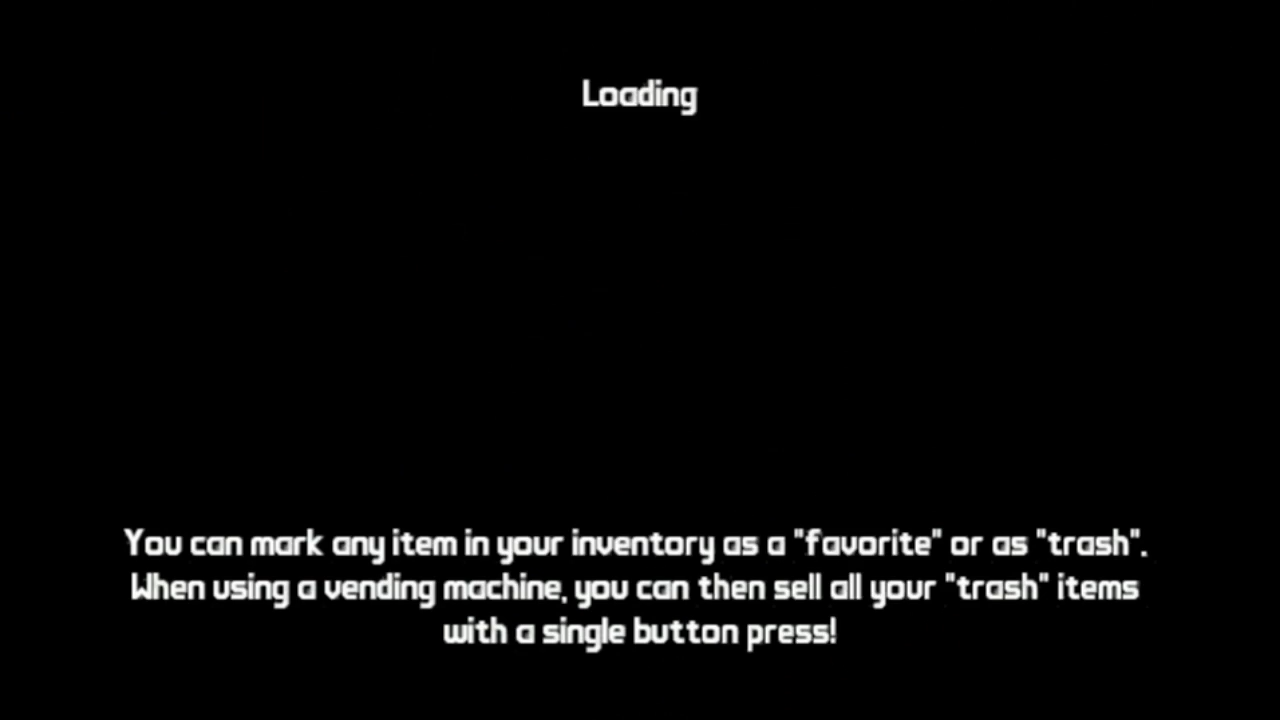 Loading
You can mark any item in your inventory as a "favorite" or as "trash".
When using a vending machine, you can then sell all your "trash" items
with a single button press!